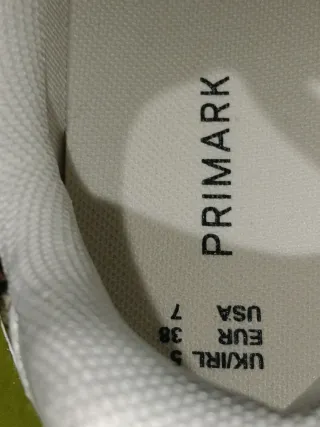 PRIMARK
UK/IRL 5
EUR 38
USA 7